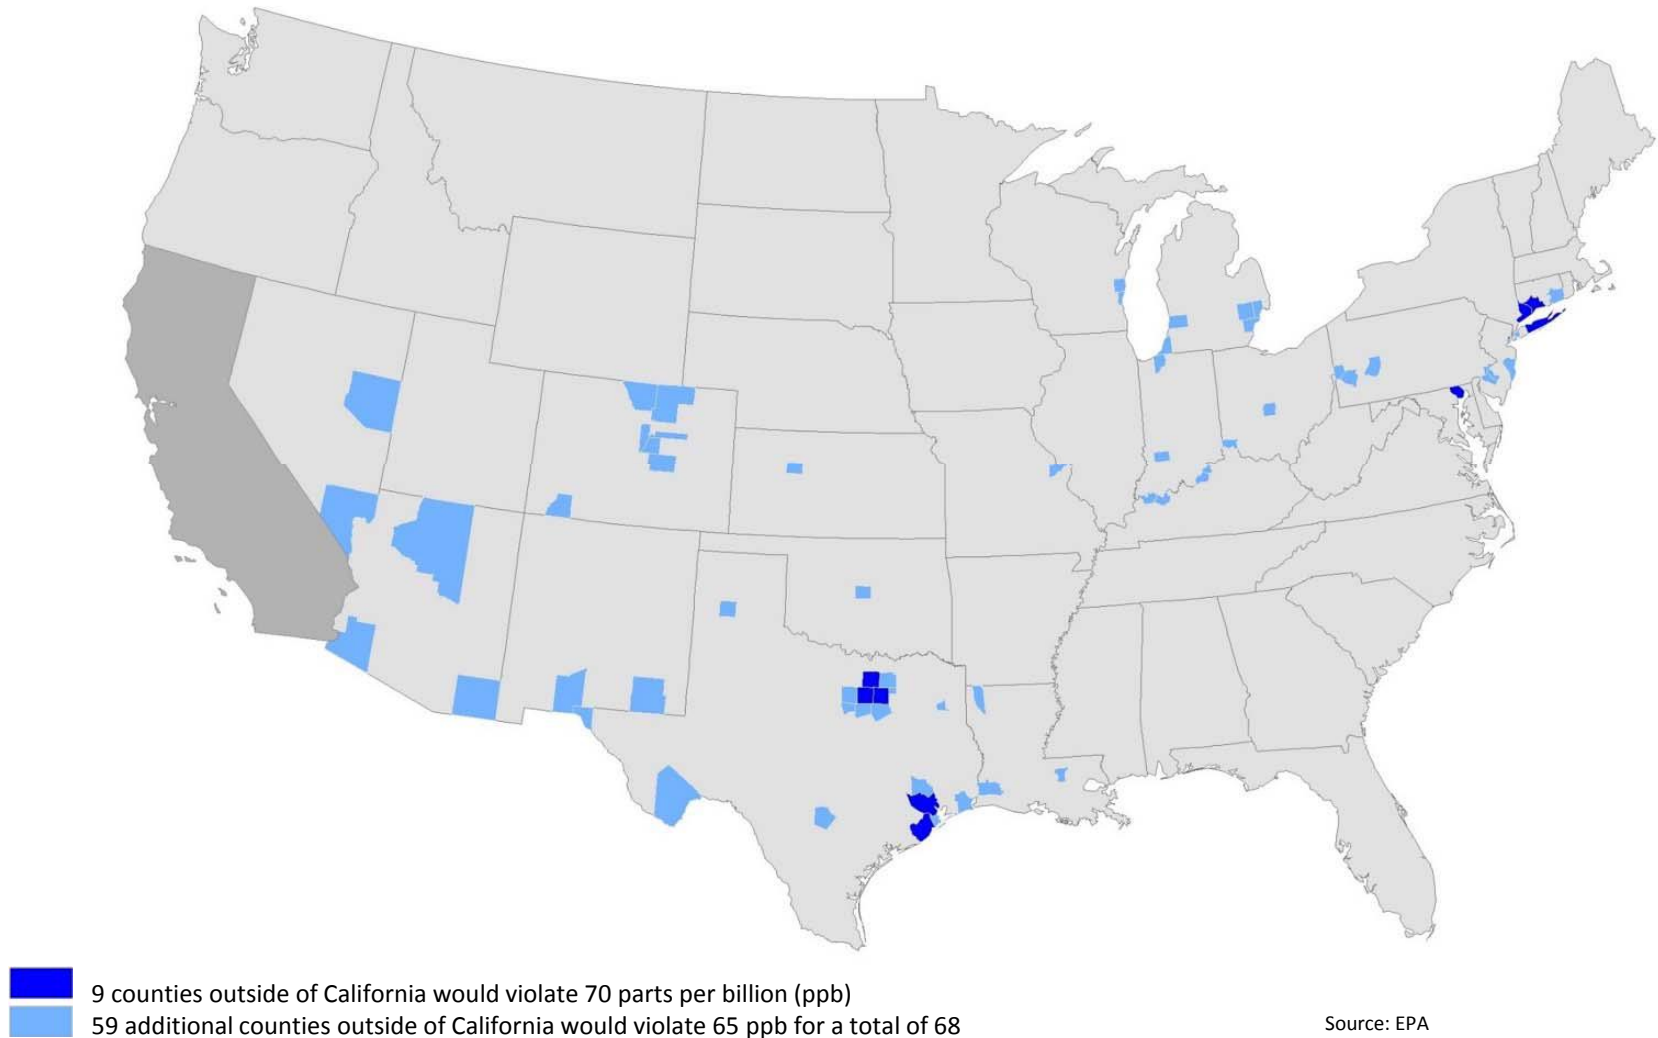 9 counties outside of California would violate 70 parts per billion (ppb)
59 additional counties outside of California would violate 65 ppb for a total of 68
Source: EPA